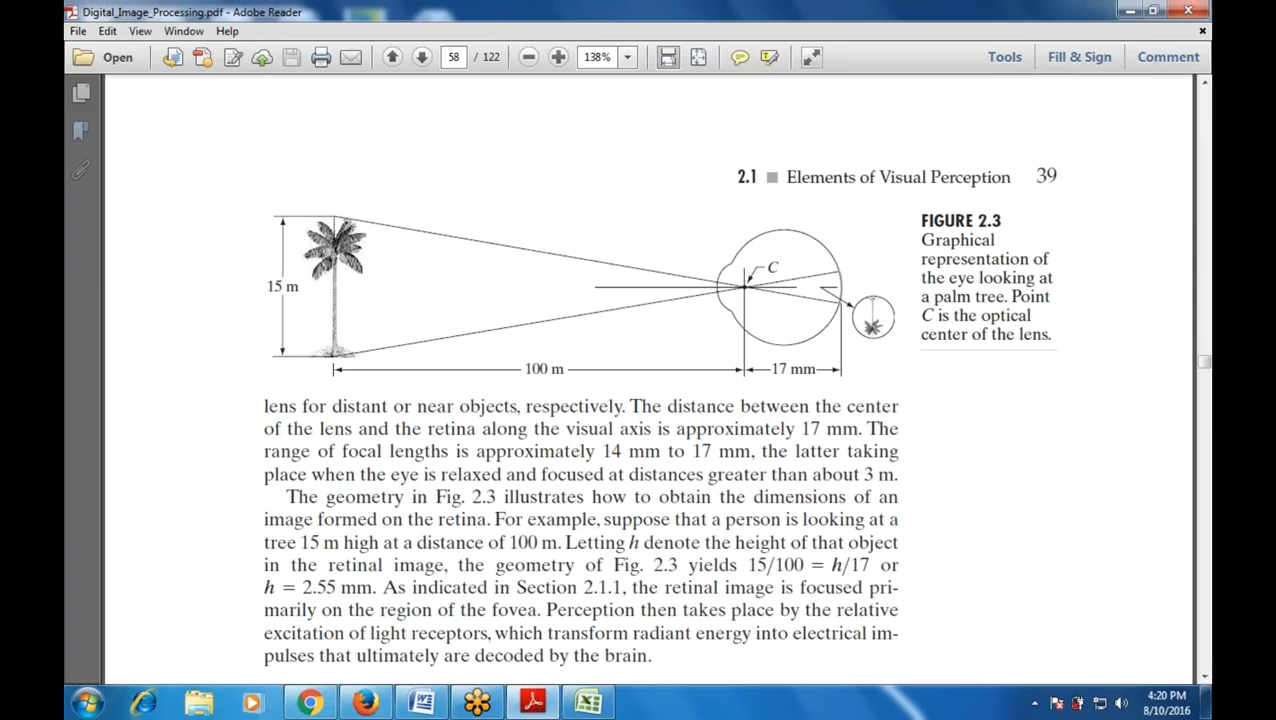 Digital_Image_Processing.pdf - Adobe Reader
File Edit View Window Help
Open 58 / 122 138% Tools Fill & Sign Comment
2.1 ■ Elements of Visual Perception 39
15 m
C
100 m
17 mm
FIGURE 2.3
Graphical
representation of
the eye looking at
a palm tree. Point
C is the optical
center of the lens.
lens for distant or near objects, respectively. The distance between the center
of the lens and the retina along the visual axis is approximately 17 mm. The
range of focal lengths is approximately 14 mm to 17 mm, the latter taking
place when the eye is relaxed and focused at distances greater than about 3 m.
The geometry in Fig. 2.3 illustrates how to obtain the dimensions of an
image formed on the retina. For example, suppose that a person is looking at a
tree 15 m high at a distance of 100 m. Letting h denote the height of that object
in the retinal image, the geometry of Fig. 2.3 yields 15/100 = h/17 or
h = 2.55 mm. As indicated in Section 2.1.1, the retinal image is focused pri-
marily on the region of the fovea. Perception then takes place by the relative
excitation of light receptors, which transform radiant energy into electrical im-
pulses that ultimately are decoded by the brain.
4:20 PM
8/10/2016